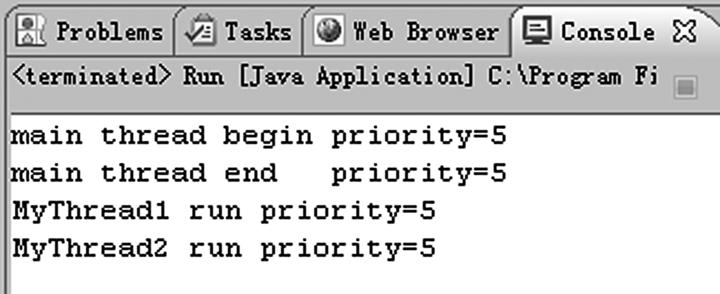 Problems Tasks Web Browser Console
<terminated> Run [Java Application] C:\Program Fi
main thread begin priority=5
main thread end   priority=5
MyThread1 run priority=5
MyThread2 run priority=5